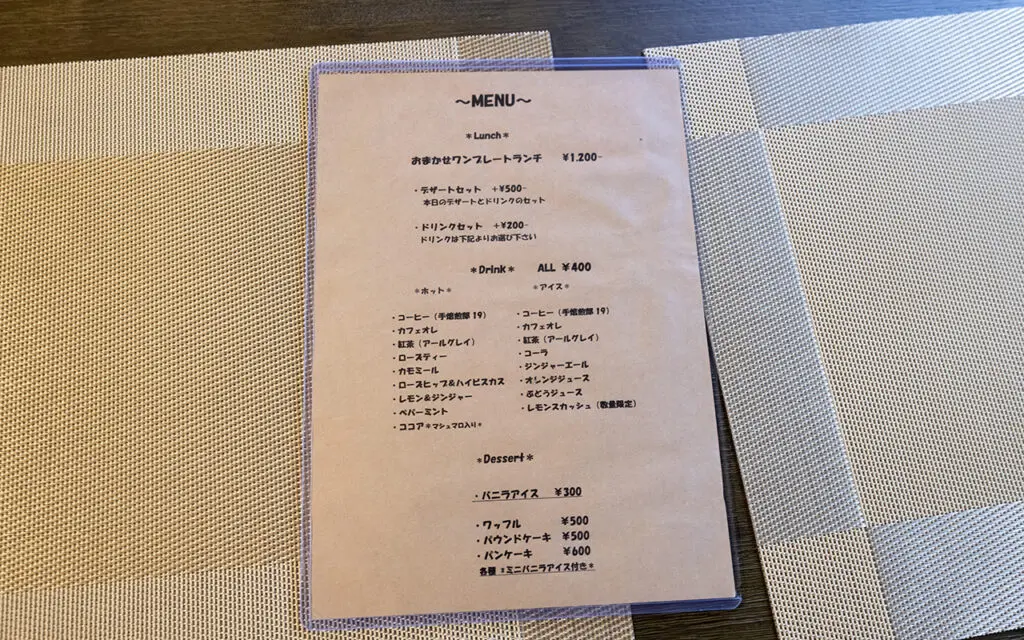 ～MENU～
＊Lunch＊
おまかせワンプレートランチ ¥1.200-
・デザートセット +¥500-
本日のデザートとドリンクのセット
・ドリンクセット +¥200-
ドリンクは下記よりお選び下さい
＊Drink＊ ALL ¥400
＊ホット＊
・コーヒー（手焙煎郎19）
・カフェオレ
・紅茶（アールグレイ）
・ローズティー
・カモミール
・ローズヒップ&ハイビスカス
・レモン&ジンジャー
・ペパーミント
・ココア＊マシュマロ入り＊
＊アイス＊
・コーヒー（手焙煎郎19）
・カフェオレ
・紅茶（アールグレイ）
・コーラ
・ジンジャーエール
・オレンジジュース
・ぶどうジュース
・レモンスカッシュ（数量限定）
＊Dessert＊
・バニラアイス ¥300
・ワッフル ¥500
・パウンドケーキ ¥500
・パンケーキ ¥600
各種＊ミニバニラアイス付き＊